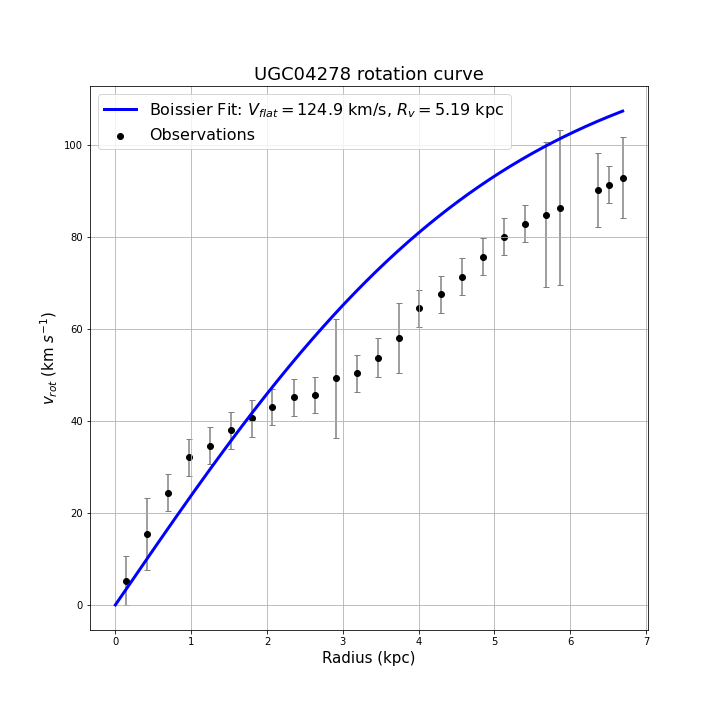 UGC04278 rotation curve
Boissier Fit: V_flat = 124.9 km/s, R_v = 5.19 kpc
Observations
100
80
60
40
20
0
v_rot (km s⁻¹)
0 1 2 3 4 5 6 7
Radius (kpc)